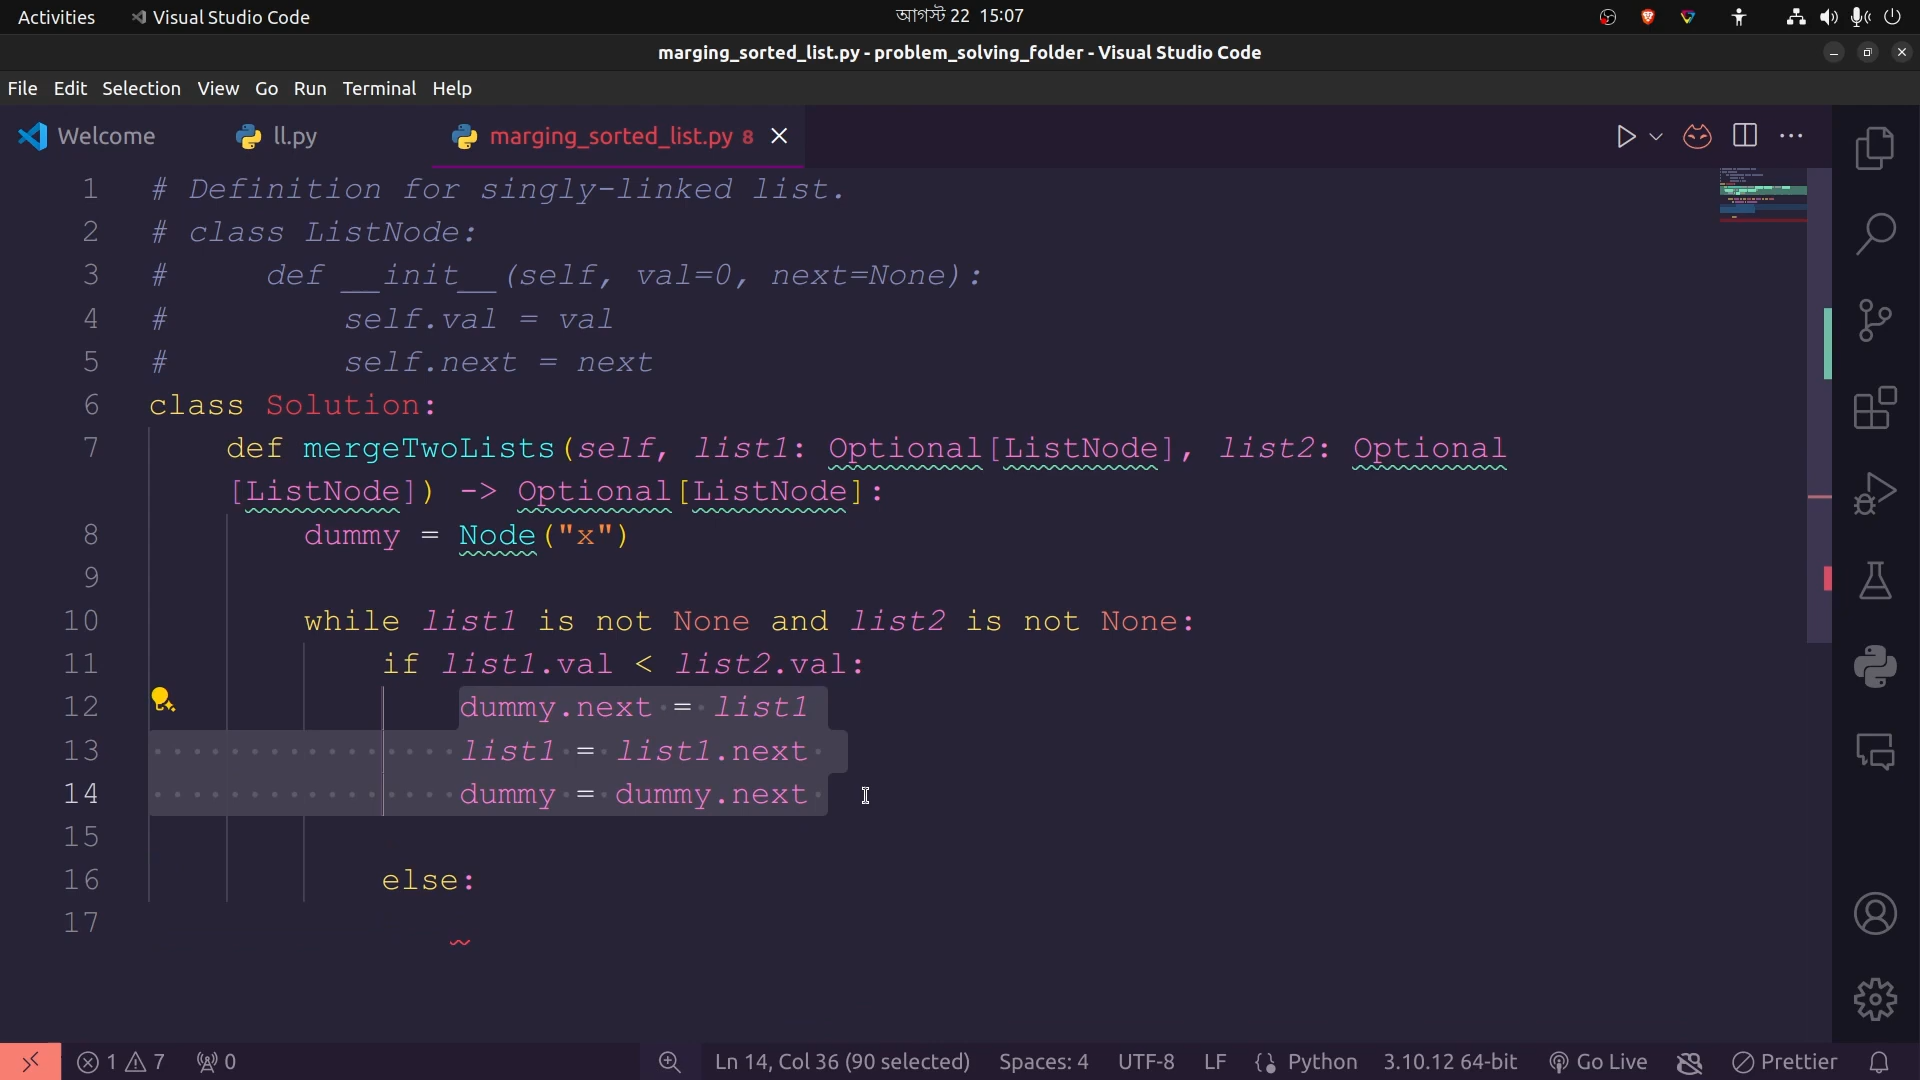 Activities Visual Studio Code আগস্ট 22 15:07
marging_sorted_list.py - problem_solving_folder - Visual Studio Code
File Edit Selection View Go Run Terminal Help
Welcome ll.py marging_sorted_list.py 8
1 # Definition for singly-linked list.
2 # class ListNode:
3 #     def __init__(self, val=0, next=None):
4 #         self.val = val
5 #         self.next = next
6 class Solution:
7     def mergeTwoLists(self, list1: Optional[ListNode], list2: Optional
[ListNode]) -> Optional[ListNode]:
8         dummy = Node("x")
9
10         while list1 is not None and list2 is not None:
11             if list1.val < list2.val:
12                 dummy.next = list1
13                 list1 = list1.next
14                 dummy = dummy.next
15
16             else:
17
1 7 0 Ln 14, Col 36 (90 selected) Spaces: 4 UTF-8 LF Python 3.10.12 64-bit Go Live Prettier